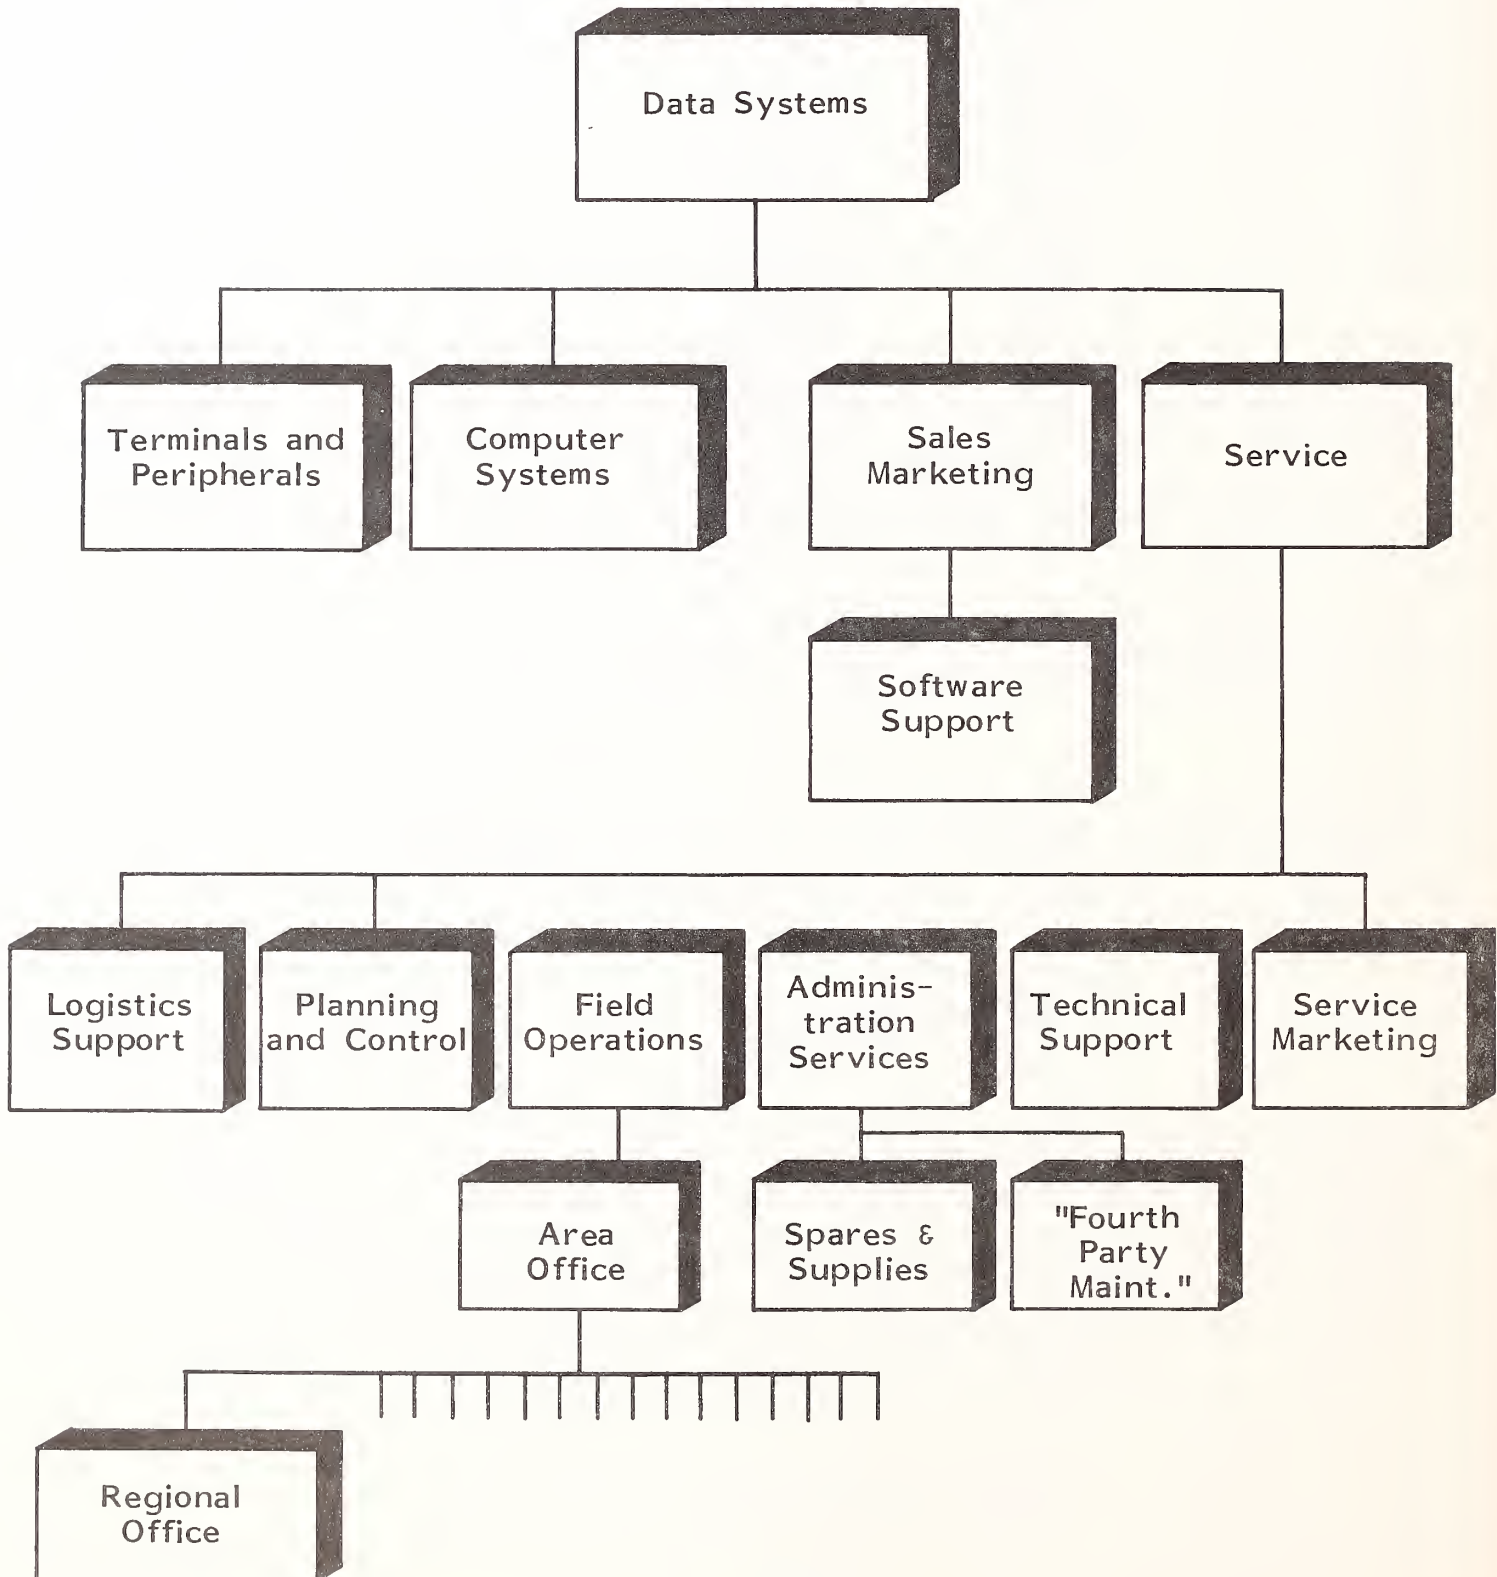 Data Systems
Terminals and
Peripherals
Computer
Systems
Sales
Marketing
Service
Software
Support
Logistics
Support
Planning
and Control
Field
Operations
Adminis-
tration
Services
Technical
Support
Service
Marketing
Area
Office
Spares &
Supplies
"Fourth
Party
Maint."
Regional
Office